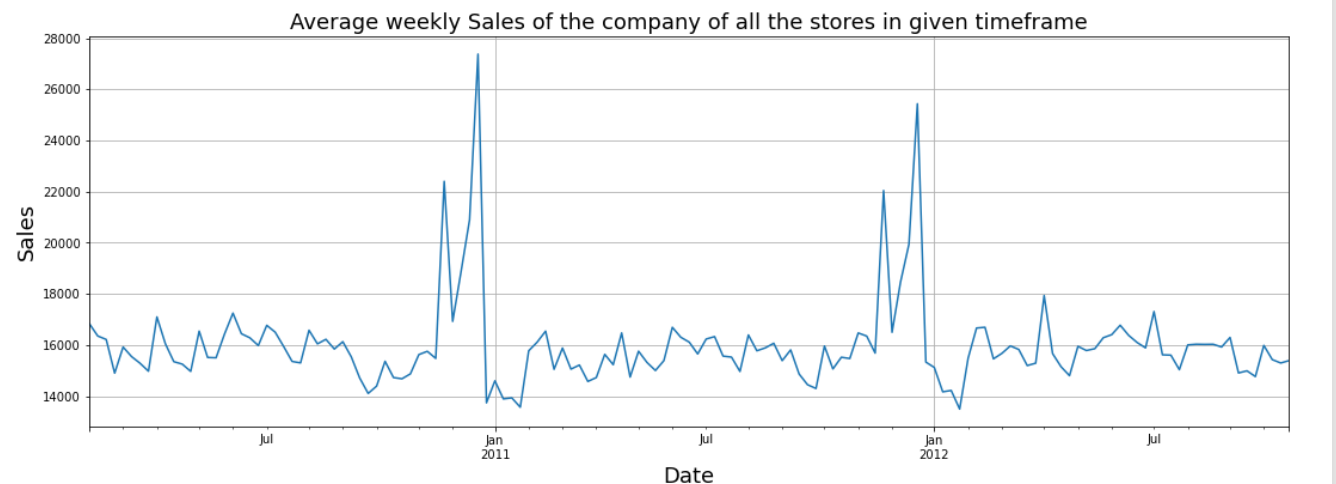 Average weekly Sales of the company of all the stores in given timeframe
28000
26000
24000
22000
20000
18000
16000
14000
Sales
Jul
Jan
2011
Jul
Jan
2012
Jul
Date